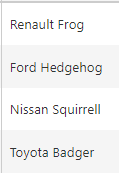 Renault Frog
Ford Hedgehog
Nissan Squirrell
Toyota Badger